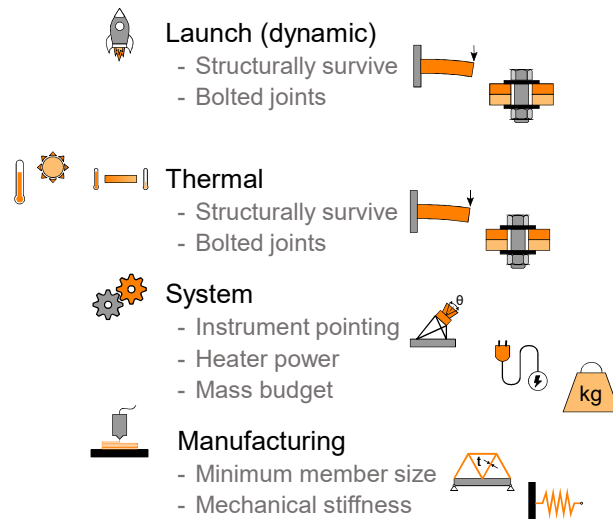 Launch (dynamic)
- Structurally survive
- Bolted joints
Thermal
- Structurally survive
- Bolted joints
System
- Instrument pointing
θ
- Heater power
- Mass budget
kg
Manufacturing
- Minimum member size
t
- Mechanical stiffness